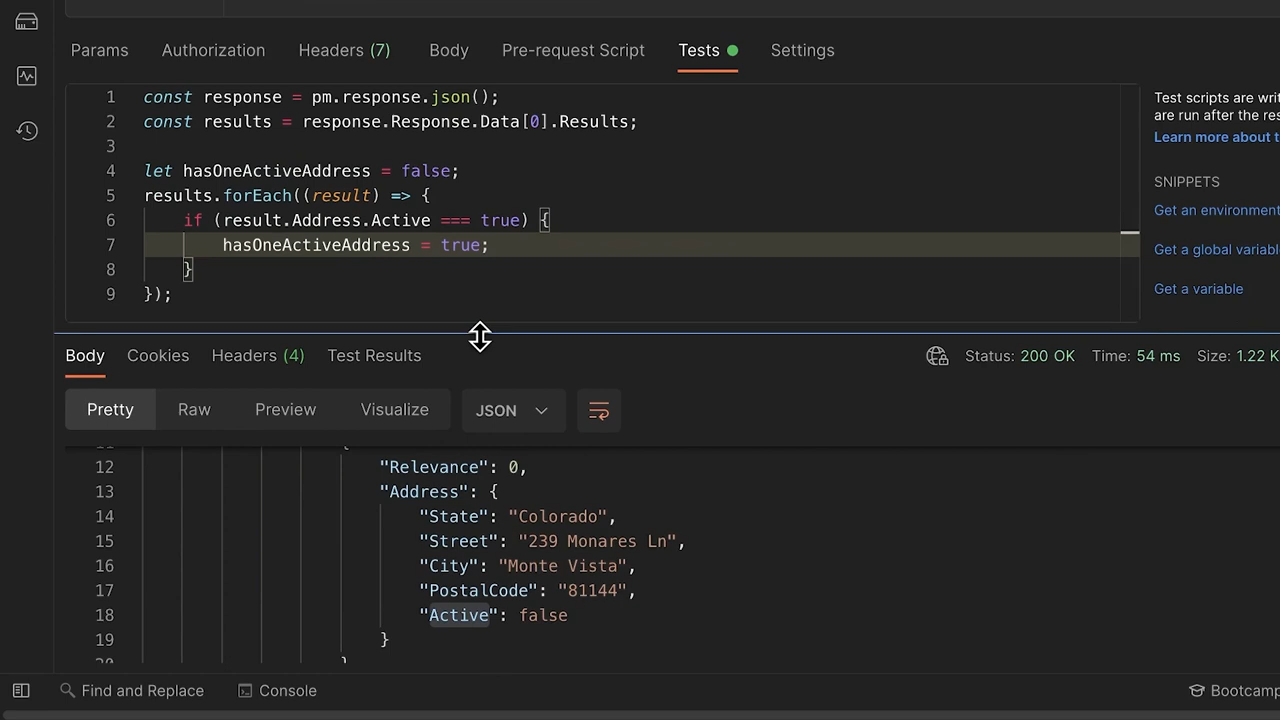 Params Authorization Headers (7) Body Pre-request Script Tests Settings
1 const response = pm.response.json();
2 const results = response.Response.Data[0].Results;
3
4 let hasOneActiveAddress = false;
5 results.forEach((result) => {
6 if (result.Address.Active === true) {
7 hasOneActiveAddress = true;
8 }
9 });
Test scripts are wri
are run after the re
Learn more about t
SNIPPETS
Get an environment
Get a global variabl
Get a variable
Body Cookies Headers (4) Test Results Status: 200 OK Time: 54 ms Size: 1.22 K
Pretty Raw Preview Visualize JSON
12 "Relevance": 0,
13 "Address": {
14 "State": "Colorado",
15 "Street": "239 Monares Ln",
16 "City": "Monte Vista",
17 "PostalCode": "81144",
18 "Active": false
19 }
Find and Replace Console Bootcamp